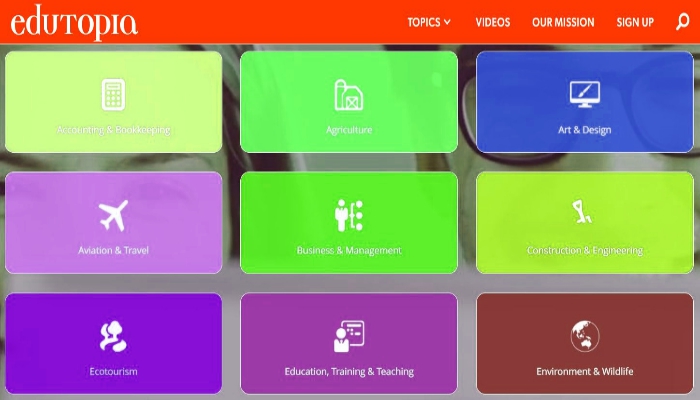 edutopia
TOPICS VIDEOS OUR MISSION SIGN UP
Accounting & Bookkeeping
Agriculture
Art & Design
Aviation & Travel
Business & Management
Construction & Engineering
Ecotourism
Education, Training & Teaching
Environment & Wildlife